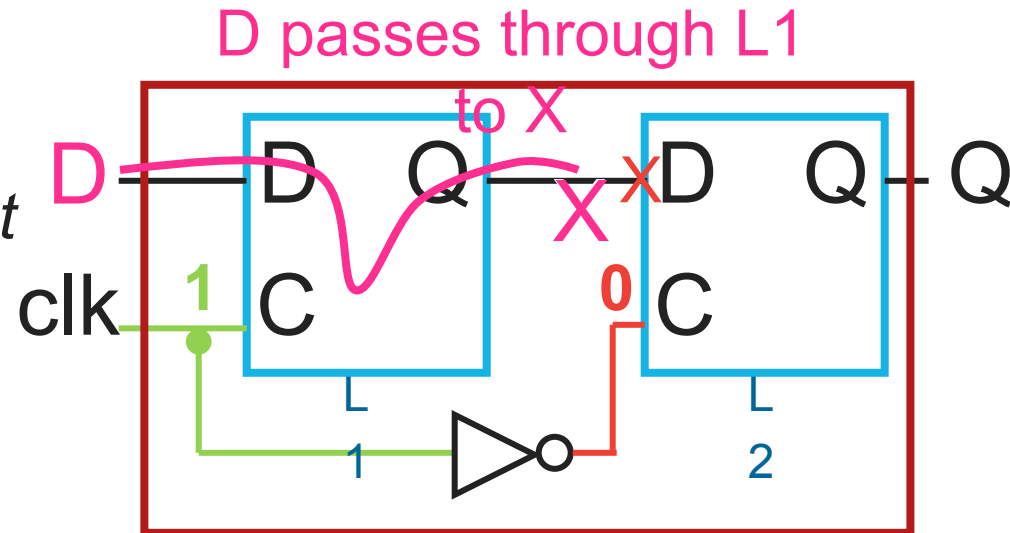 D passes through L1
to X
D D Q X D Q Q
t
X
clk 1 C 0 C
L L
1 2